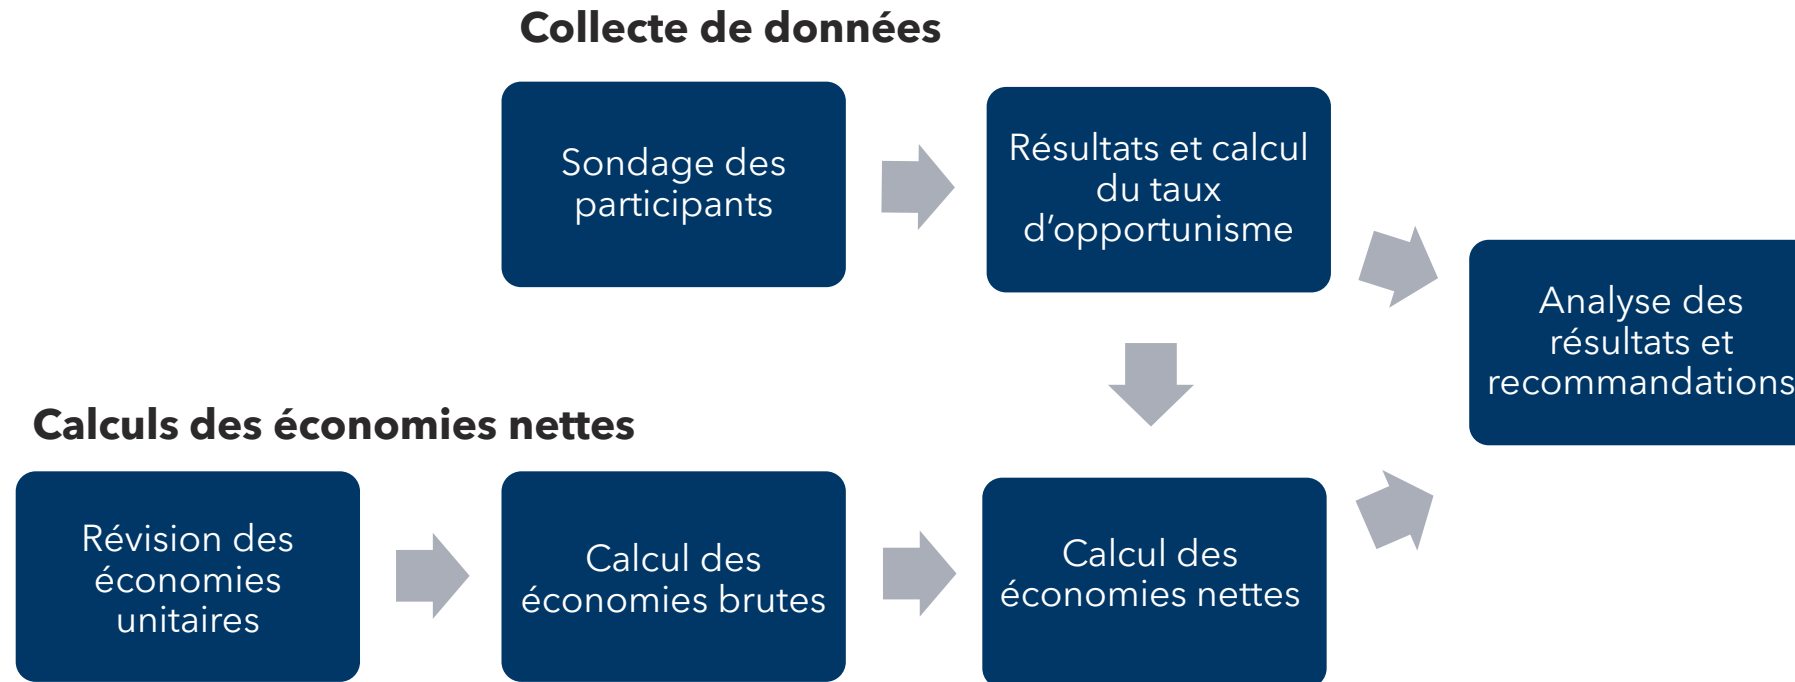 Collecte de données
Sondage des
participants
Résultats et calcul
du taux
d’opportunisme
Analyse des
résultats et
recommandations
Calculs des économies nettes
Révision des
économies
unitaires
Calcul des
économies brutes
Calcul des
économies nettes